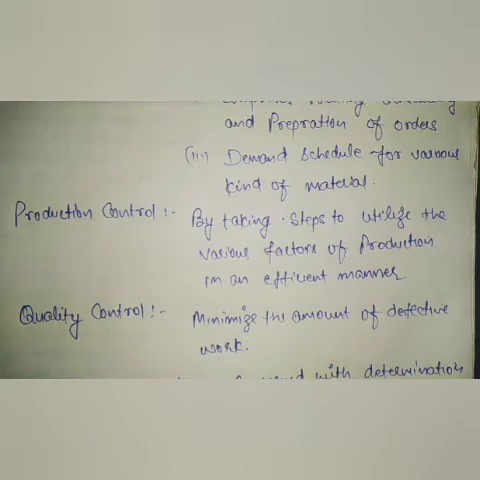 and Prepration of orders
(iii) Demand Schedule for various
kind of material.
Production Control :- By taking steps to utilize the
various factors of Production
in an efficient manner
Quality Control :- Minimize the amount of defective
work.
with determination